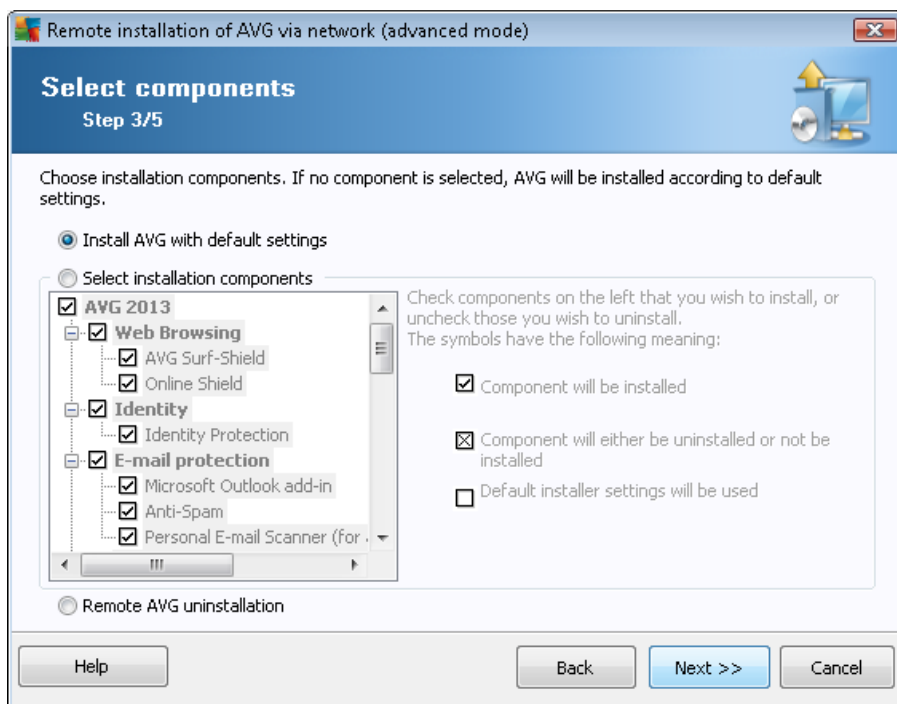 Remote installation of AVG via network (advanced mode)
Select components
Step 3/5
Choose installation components. If no component is selected, AVG will be installed according to default
settings.
Install AVG with default settings
Select installation components
AVG 2013
Web Browsing
AVG Surf-Shield
Online Shield
Identity
Identity Protection
E-mail protection
Microsoft Outlook add-in
Anti-Spam
Personal E-mail Scanner (for
Check components on the left that you wish to install, or
uncheck those you wish to uninstall.
The symbols have the following meaning:
Component will be installed
Component will either be uninstalled or not be
installed
Default installer settings will be used
Remote AVG uninstallation
Help
Back
Next >>
Cancel